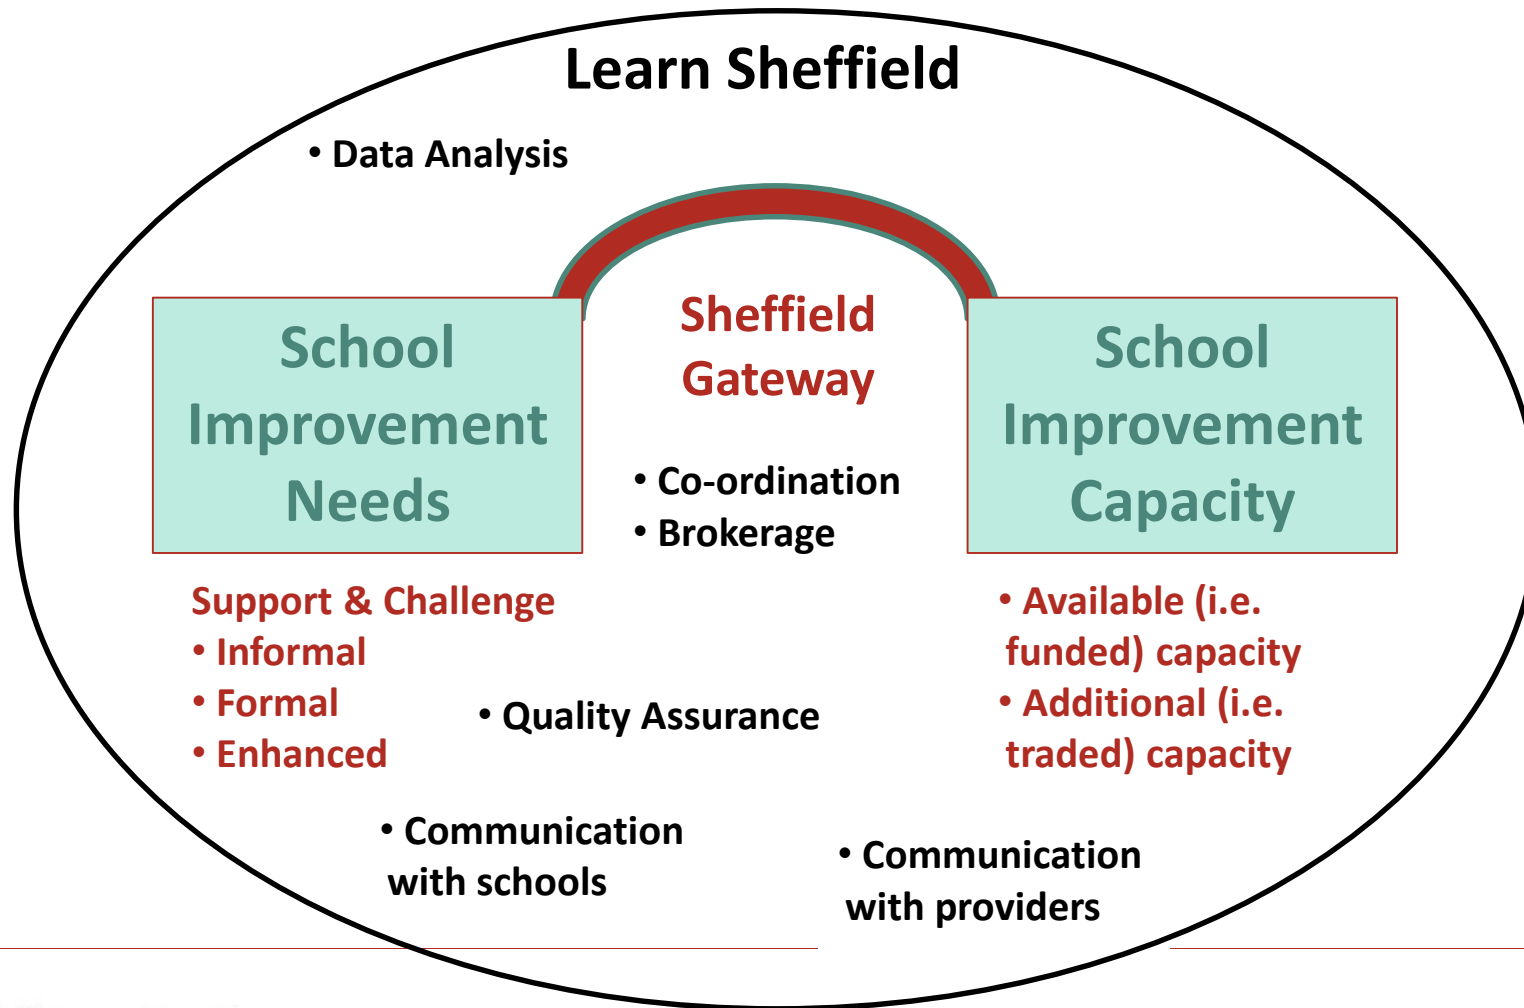 Learn Sheffield
• Data Analysis
School
Improvement
Needs
Sheffield
Gateway
• Co-ordination
• Brokerage
School
Improvement
Capacity
Support & Challenge
• Informal
• Formal
• Enhanced
• Available (i.e.
funded) capacity
• Additional (i.e.
traded) capacity
• Quality Assurance
• Communication
with schools
• Communication
with providers